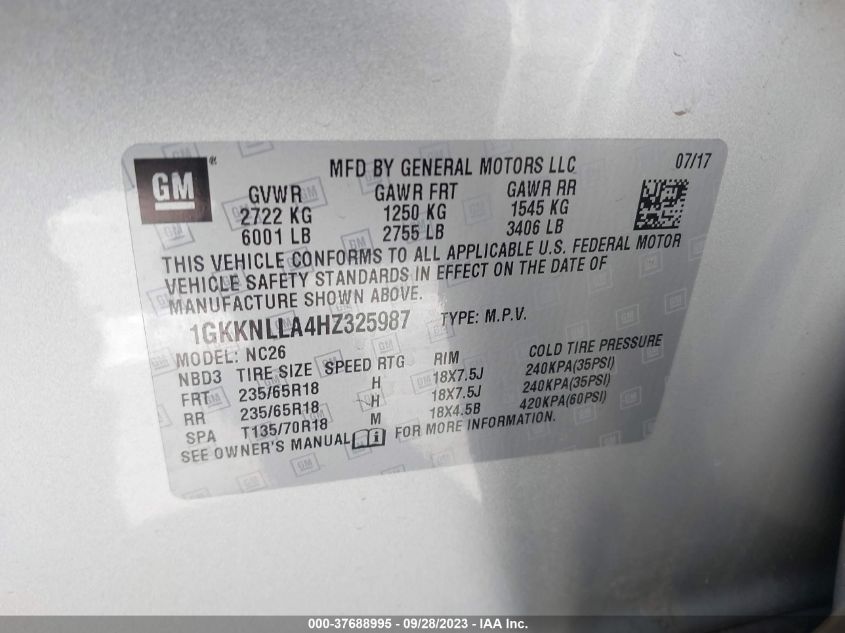 GM ® MFD BY GENERAL MOTORS LLC 07/17
GVWR GAWR FRT GAWR RR
2722 KG 1250 KG 1545 KG
6001 LB 2755 LB 3406 LB
THIS VEHICLE CONFORMS TO ALL APPLICABLE U.S. FEDERAL MOTOR
VEHICLE SAFETY STANDARDS IN EFFECT ON THE DATE OF
MANUFACTURE SHOWN ABOVE.
1GKKNLLA4HZ325987 TYPE: M.P.V.
MODEL: NC26
NBD3 TIRE SIZE SPEED RTG RIM COLD TIRE PRESSURE
FRT 235/65R18 H 18X7.5J 240KPA(35PSI)
RR 235/65R18 H 18X7.5J 240KPA(35PSI)
SPA T135/70R18 M 18X4.5B 420KPA(60PSI)
SEE OWNER'S MANUAL FOR MORE INFORMATION.
000-37688995 - 09/28/2023 - IAA Inc.